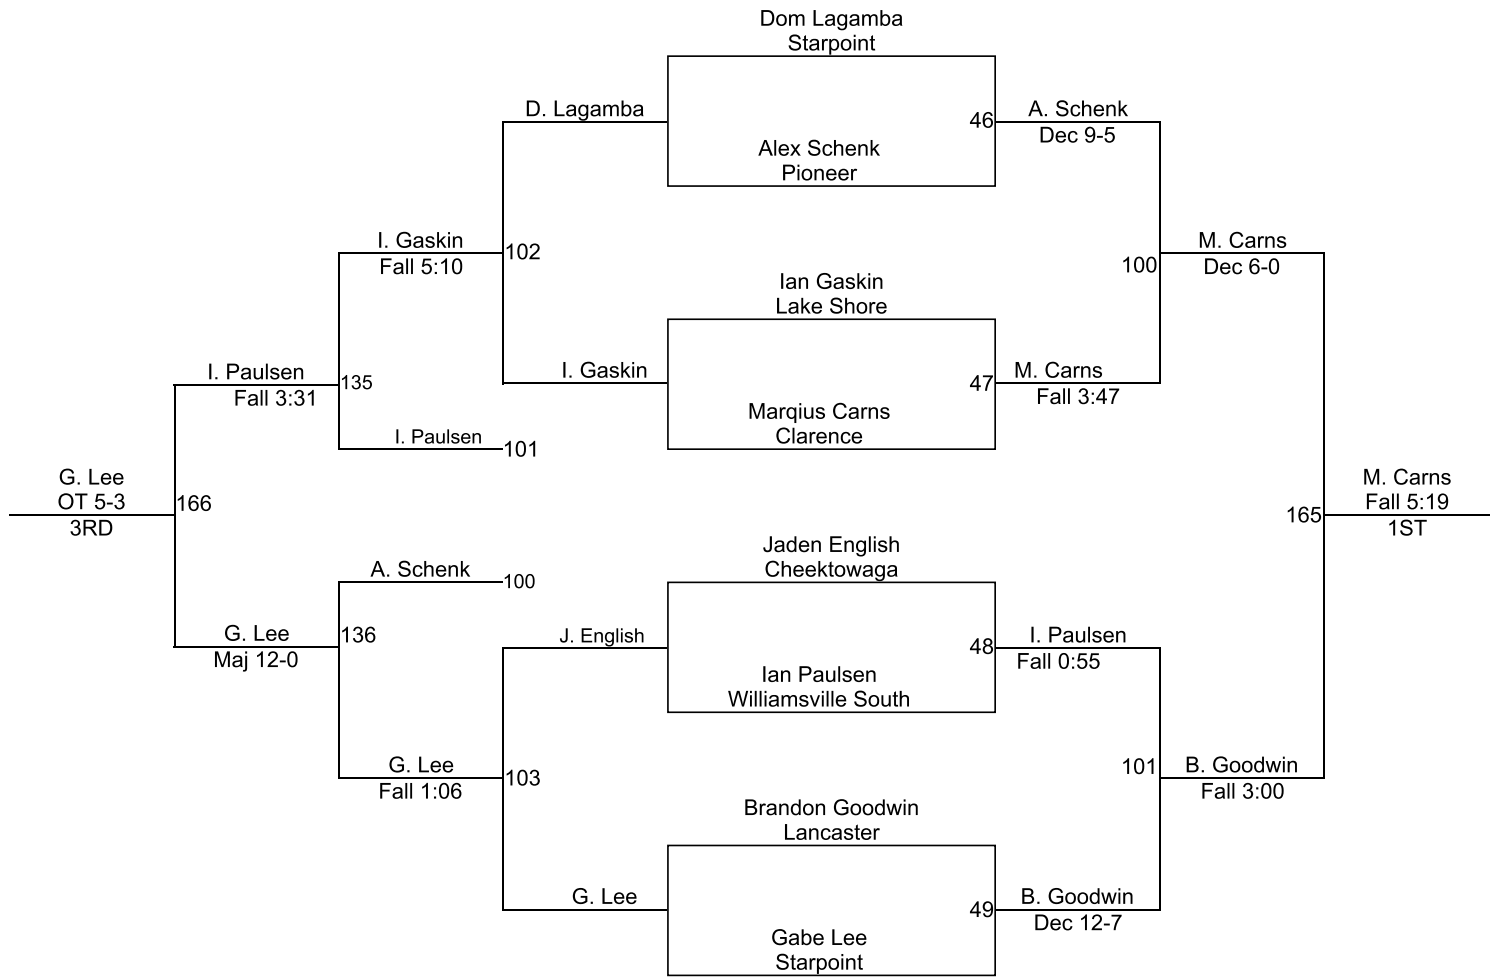 Dom Lagamba
Starpoint
D. Lagamba
46
A. Schenk
Dec 9-5
Alex Schenk
Pioneer
I. Gaskin
Fall 5:10
102
M. Carns
Dec 6-0
100
Ian Gaskin
Lake Shore
I. Paulsen
Fall 3:31
135
I. Gaskin
47
M. Carns
Fall 3:47
Marqius Carns
Clarence
I. Paulsen
101
G. Lee
OT 5-3
3RD
166
165
M. Carns
Fall 5:19
1ST
Jaden English
Cheektowaga
A. Schenk
100
G. Lee
Maj 12-0
136
J. English
48
I. Paulsen
Fall 0:55
Ian Paulsen
Williamsville South
G. Lee
Fall 1:06
103
101
B. Goodwin
Fall 3:00
Brandon Goodwin
Lancaster
G. Lee
49
B. Goodwin
Dec 12-7
Gabe Lee
Starpoint